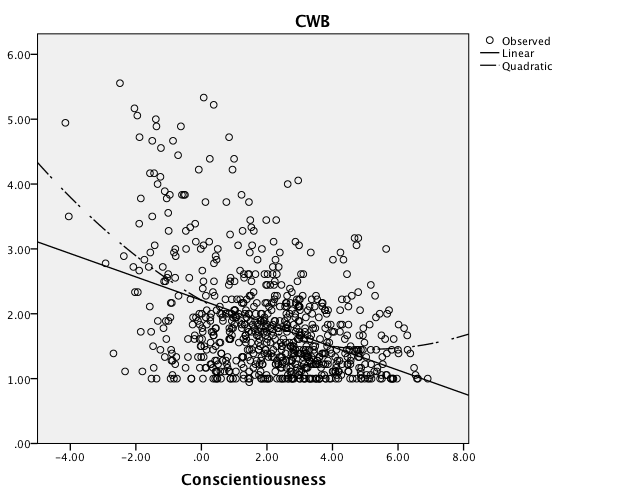 CWB
Observed
Linear
Quadratic
6.00
5.00
4.00
3.00
2.00
1.00
.00
-4.00 -2.00 .00 2.00 4.00 6.00 8.00
Conscientiousness